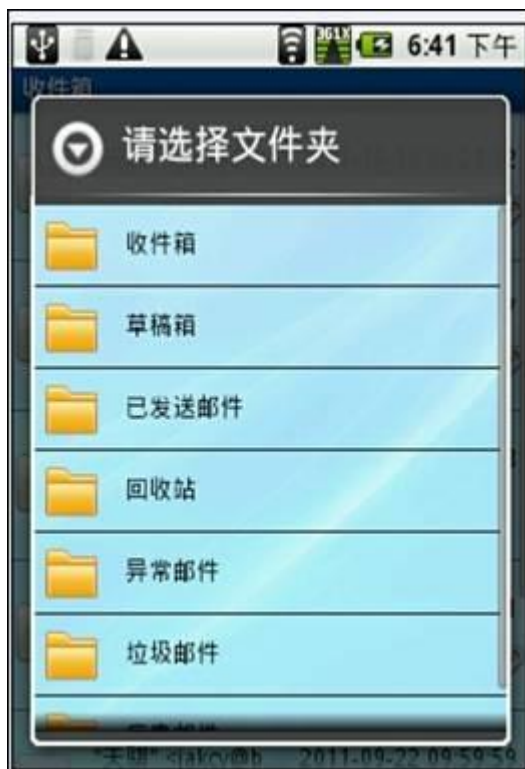 6:41 下午
收件箱
请选择文件夹
收件箱
草稿箱
已发送邮件
回收站
异常邮件
垃圾邮件
2011-09-22 09:59:59